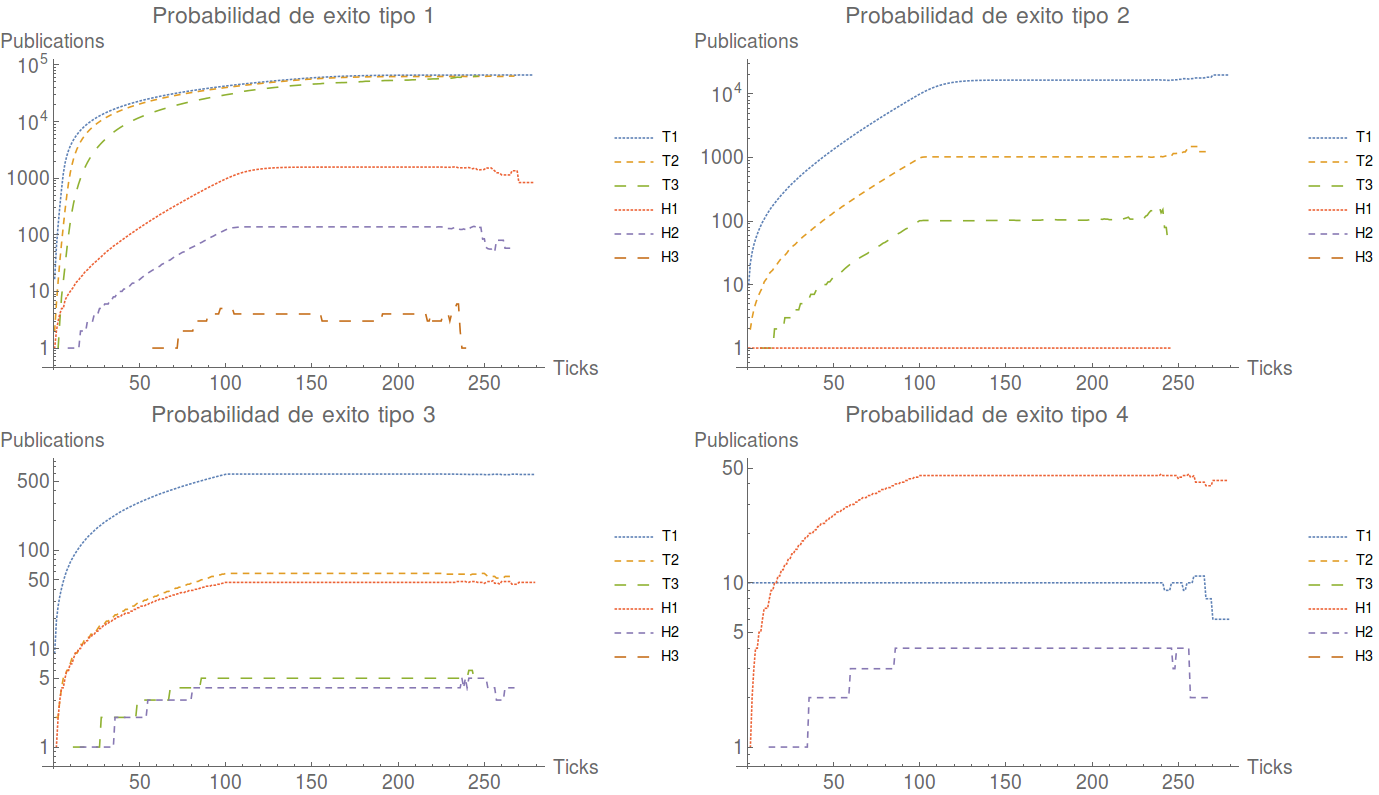 Probabilidad de exito tipo 1
Publications
10^5
10^4
1000
100
10
1
50 100 150 200 250
Ticks
T1
T2
T3
H1
H2
H3
Probabilidad de exito tipo 2
Publications
10^4
1000
100
10
1
50 100 150 200 250
Ticks
T1
T2
T3
H1
H2
H3
Probabilidad de exito tipo 3
Publications
500
100
50
10
5
1
50 100 150 200 250
Ticks
T1
T2
T3
H1
H2
H3
Probabilidad de exito tipo 4
Publications
50
10
5
1
50 100 150 200 250
Ticks
T1
T2
T3
H1
H2
H3